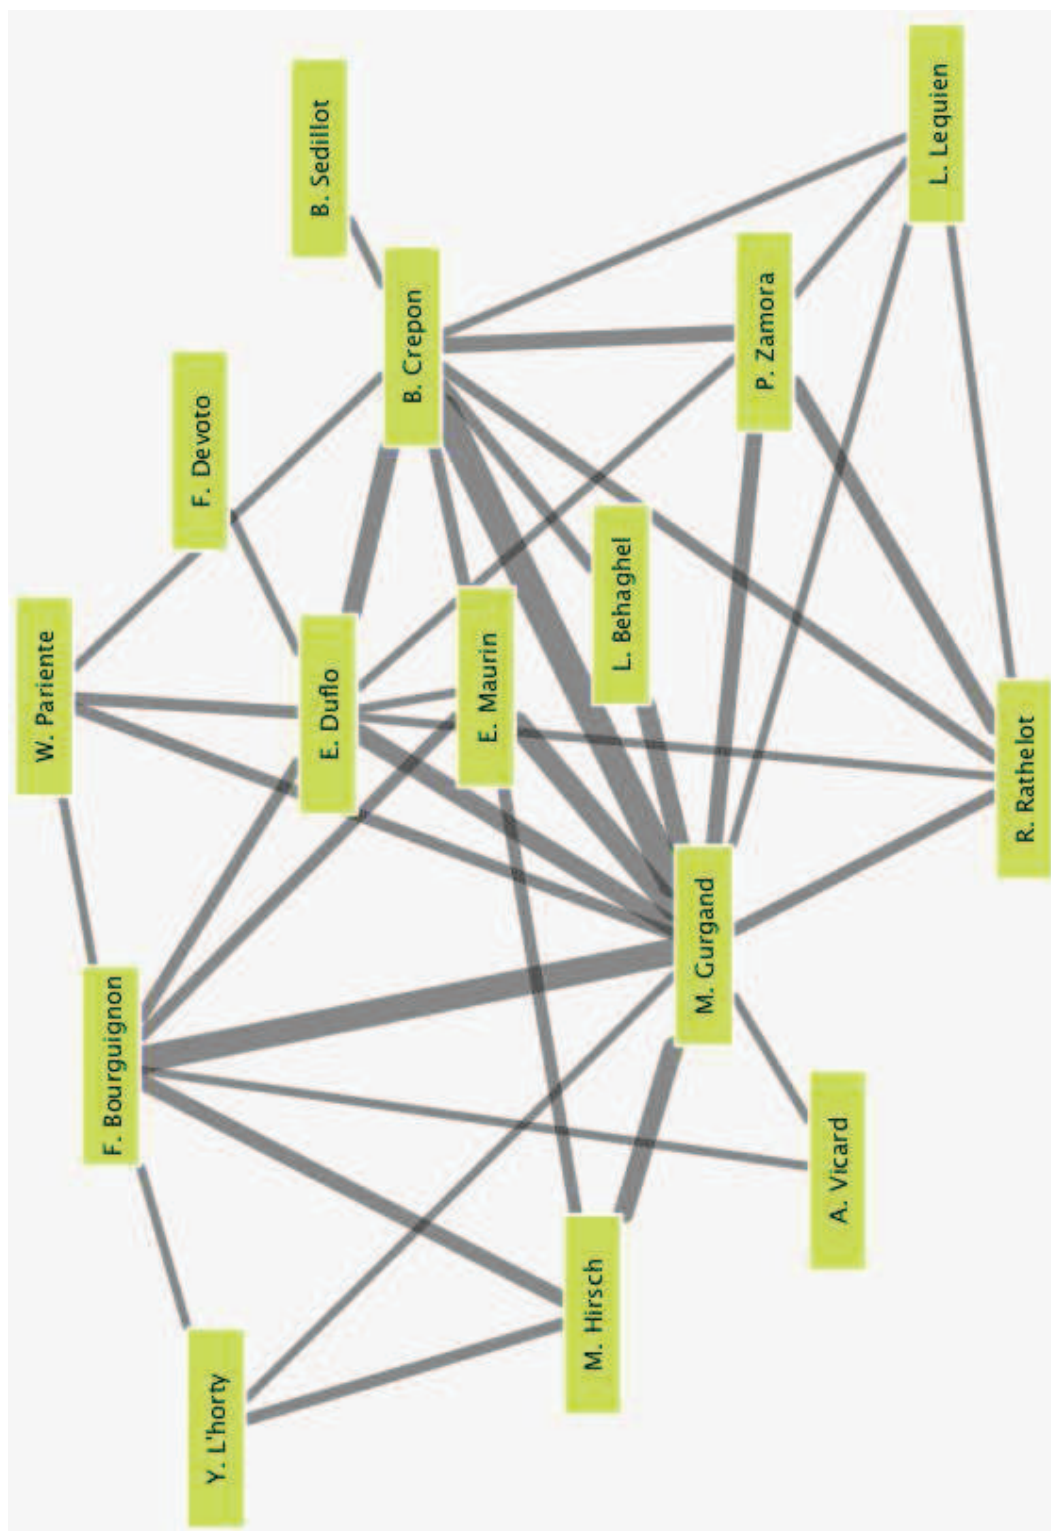 B. Sedillot
L. Lequien
B. Crepon
P. Zamora
F. Devoto
L. Behaghel
W. Pariente
E. Duflo
E. Maurin
R. Rathelot
M. Gurgand
F. Bourguignon
A. Vicard
M. Hirsch
Y. L'horty